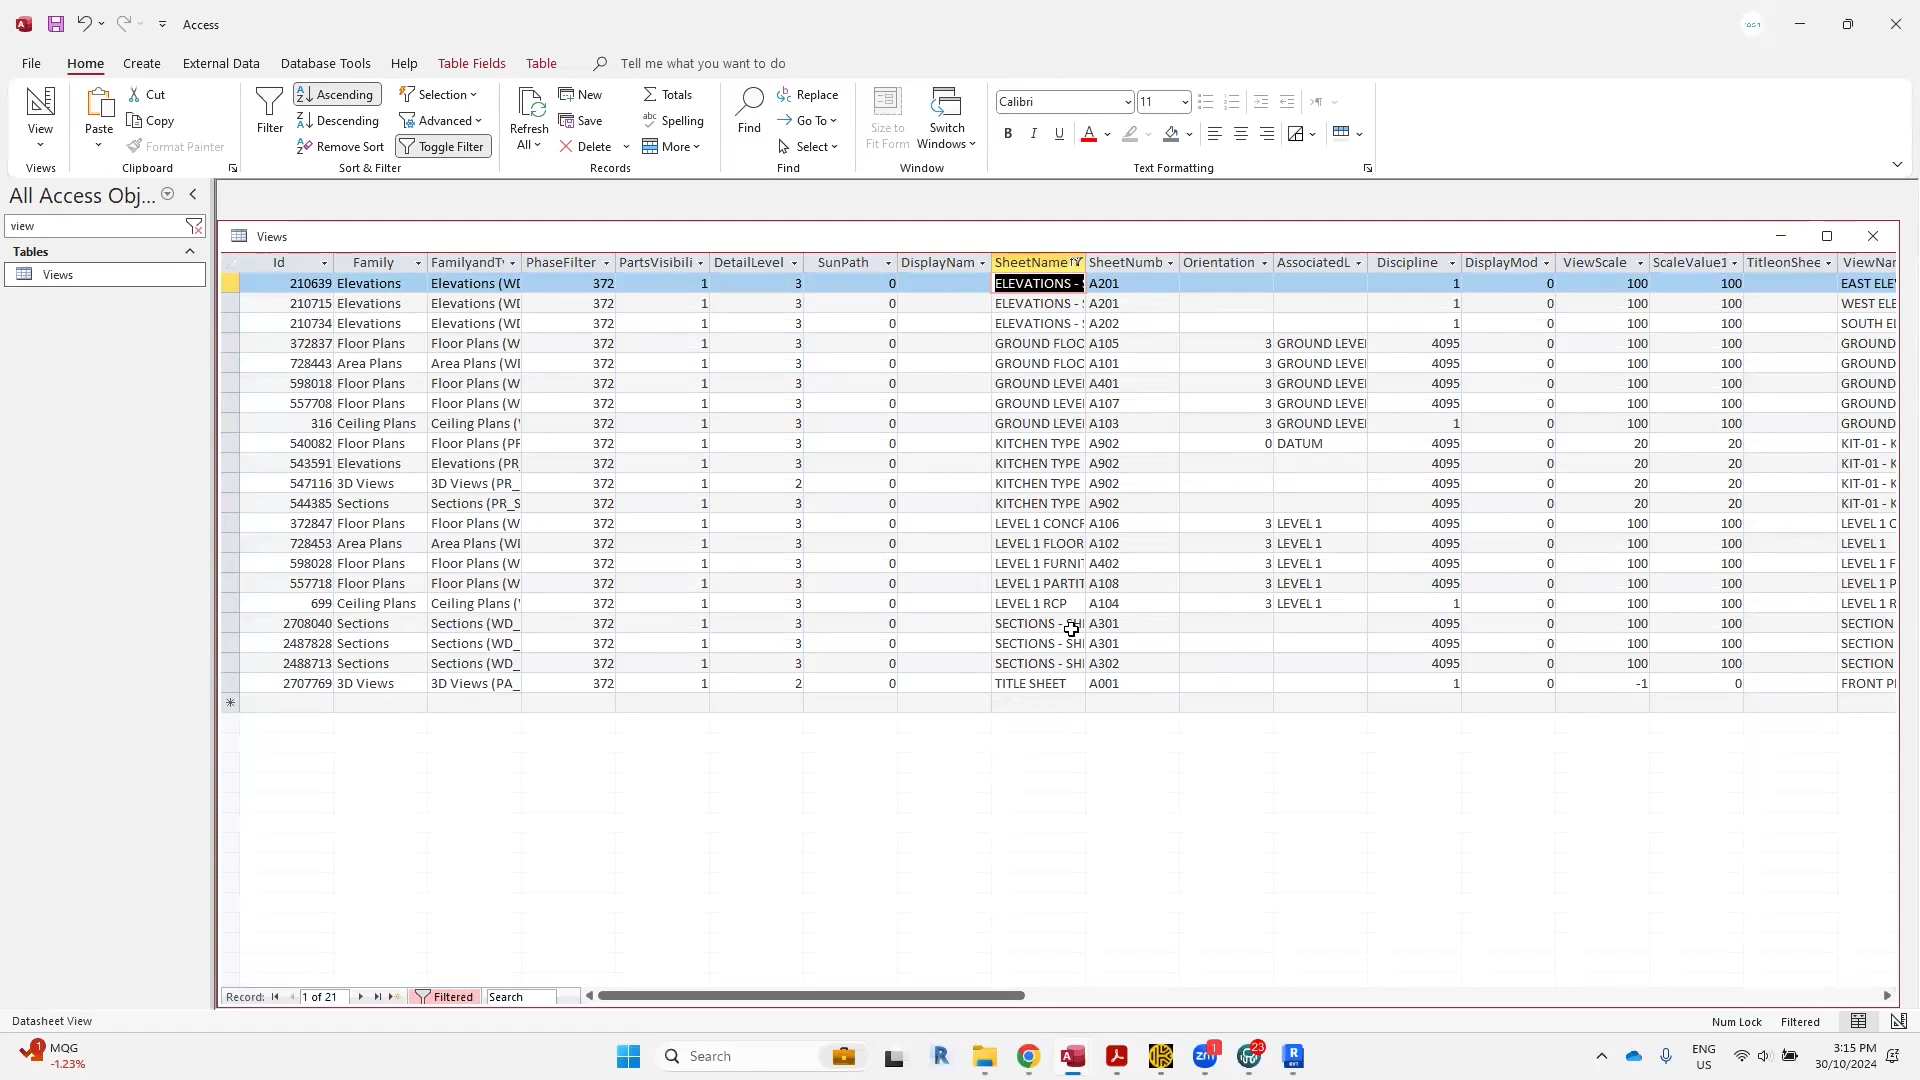 Access
File Home Create External Data Database Tools Help Table Fields Table Tell me what you want to do
View
Views
Paste
Cut
Copy
Format Painter
Clipboard
Filter
Ascending
Descending
Remove Sort
Selection
Advanced
Toggle Filter
Sort & Filter
Refresh
All
New
Save
Delete
Totals
Spelling
More
Records
Find
Replace
Go To
Select
Find
Size to
Fit Form
Switch
Windows
Window
Calibri 11
B I U A
Text Formatting
All Access Obj...
view
Tables
Views
Views
Id Family FamilyandT PhaseFilter PartsVisibili DetailLevel SunPath DisplayNam SheetName SheetNumb Orientation AssociatedL Discipline DisplayMod ViewScale ScaleValue1 TitleonShee ViewNar
210639 Elevations Elevations (WD 372 1 3 0 ELEVATIONS - S A201 1 0 100 100 EAST ELE
210715 Elevations Elevations (WD 372 1 3 0 ELEVATIONS - S A201 1 0 100 100 WEST ELE
210734 Elevations Elevations (WD 372 1 3 0 ELEVATIONS - S A202 1 0 100 100 SOUTH EL
372837 Floor Plans Floor Plans (W 372 1 3 0 GROUND FLOO A105 3 GROUND LEVEL 4095 0 100 100 GROUND
728443 Area Plans Area Plans (WD 372 1 3 0 GROUND FLOO A101 3 GROUND LEVEL 4095 0 100 100 GROUND
598018 Floor Plans Floor Plans (W 372 1 3 0 GROUND LEVEL A401 3 GROUND LEVEL 4095 0 100 100 GROUND
557708 Floor Plans Floor Plans (W 372 1 3 0 GROUND LEVEL A107 3 GROUND LEVEL 4095 0 100 100 GROUND
316 Ceiling Plans Ceiling Plans ( 372 1 3 0 GROUND LEVEL A103 3 GROUND LEVEL 1 0 100 100 GROUND
540082 Floor Plans Floor Plans (PR 372 1 3 0 KITCHEN TYPE A902 0 DATUM 4095 0 20 20 KIT-01 - K
543591 Elevations Elevations (PR_ 372 1 3 0 KITCHEN TYPE A902 4095 0 20 20 KIT-01 - K
547116 3D Views 3D Views (PR_ 372 1 2 0 KITCHEN TYPE A902 4095 0 20 20 KIT-01 - K
544385 Sections Sections (PR_S 372 1 3 0 KITCHEN TYPE A902 4095 0 20 20 KIT-01 - K
372847 Floor Plans Floor Plans (W 372 1 3 0 LEVEL 1 CONCR A106 3 LEVEL 1 4095 0 100 100 LEVEL 1 C
728453 Area Plans Area Plans (WD 372 1 3 0 LEVEL 1 FLOOR A102 3 LEVEL 1 4095 0 100 100 LEVEL 1
598028 Floor Plans Floor Plans (W 372 1 3 0 LEVEL 1 FURNI A402 3 LEVEL 1 4095 0 100 100 LEVEL 1 F
557718 Floor Plans Floor Plans (W 372 1 3 0 LEVEL 1 PARTIT A108 3 LEVEL 1 4095 0 100 100 LEVEL 1 P
699 Ceiling Plans Ceiling Plans ( 372 1 3 0 LEVEL 1 RCP A104 3 LEVEL 1 1 0 100 100 LEVEL 1 R
2708040 Sections Sections (WD_ 372 1 3 0 SECTIONS - SHE A301 4095 0 100 100 SECTION
2487828 Sections Sections (WD_ 372 1 3 0 SECTIONS - SHE A301 4095 0 100 100 SECTION
2488713 Sections Sections (WD_ 372 1 3 0 SECTIONS - SHE A302 4095 0 100 100 SECTION
2707769 3D Views 3D Views (PA_ 372 1 2 0 TITLE SHEET A001 1 0 -1 0 FRONT PE
Record: 1 of 21 Filtered Search
Datasheet View Num Lock Filtered
1 MQG
-1.23%
Search
1
23
ENG
US
3:15 PM
30/10/2024